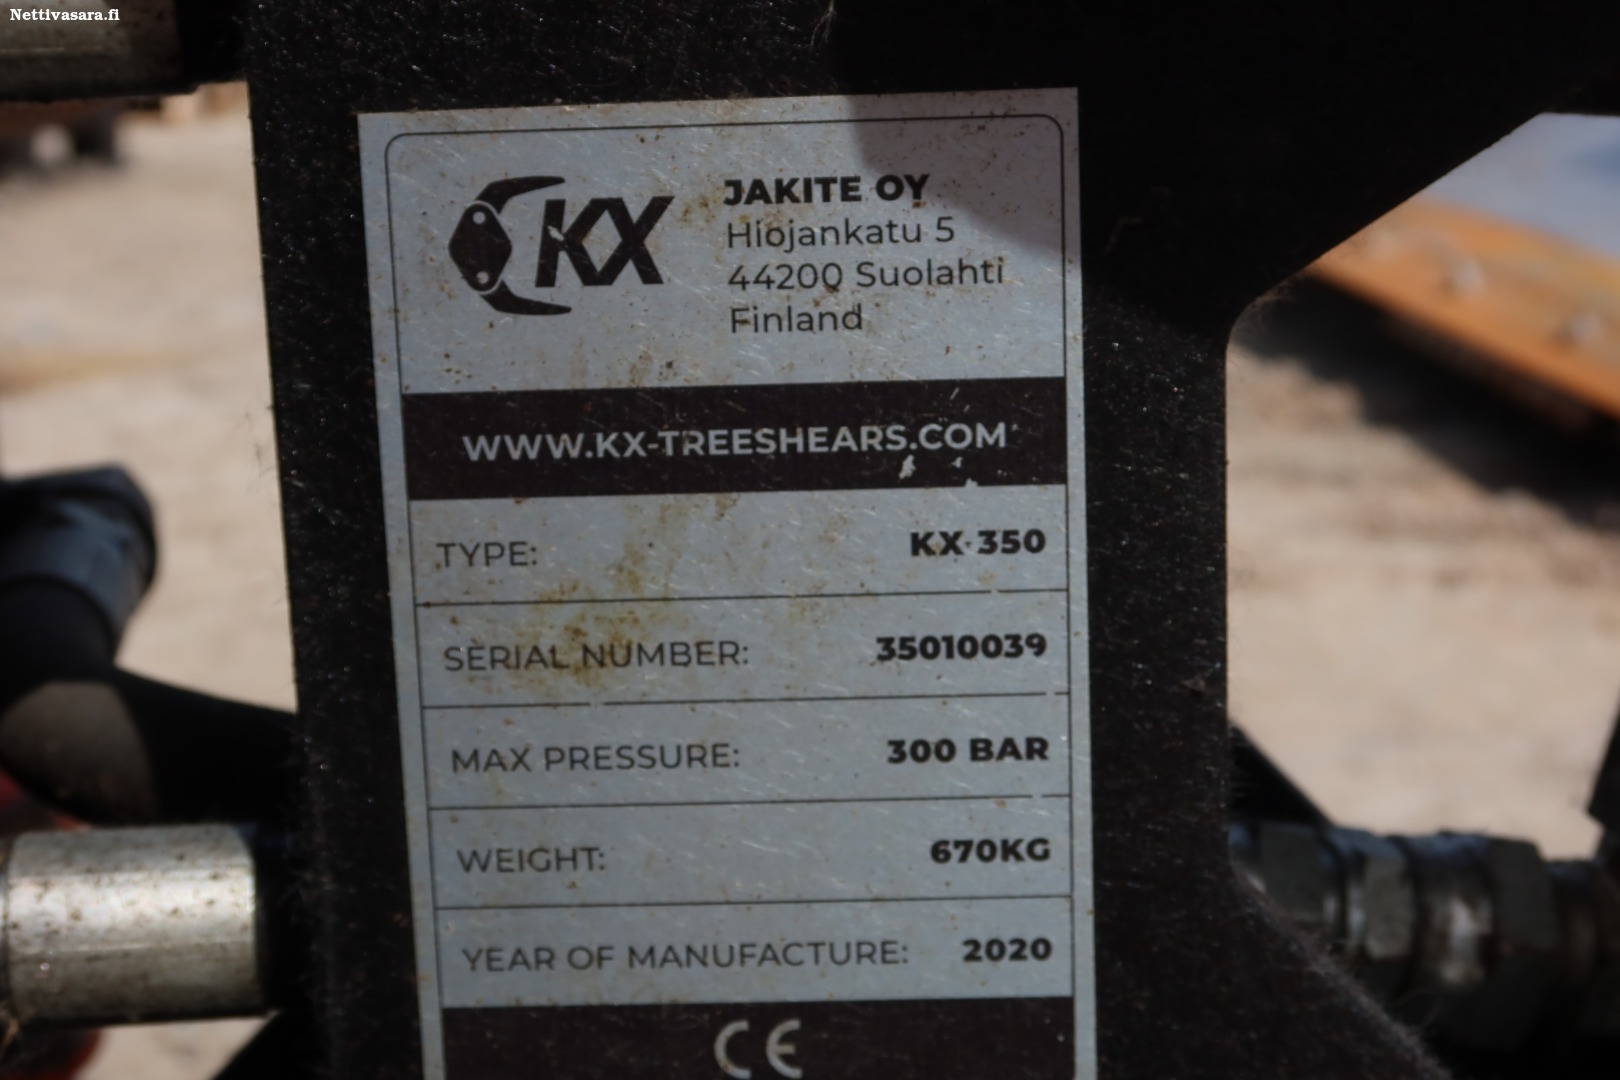 Nettivasara.fi
KX
JAKITE OY
Hiojankatu 5
44200 Suolahti
Finland
WWW.KX-TREESHEARS.COM
TYPE: KX 350
SERIAL NUMBER: 35010039
MAX PRESSURE: 300 BAR
WEIGHT: 670KG
YEAR OF MANUFACTURE: 2020
CE